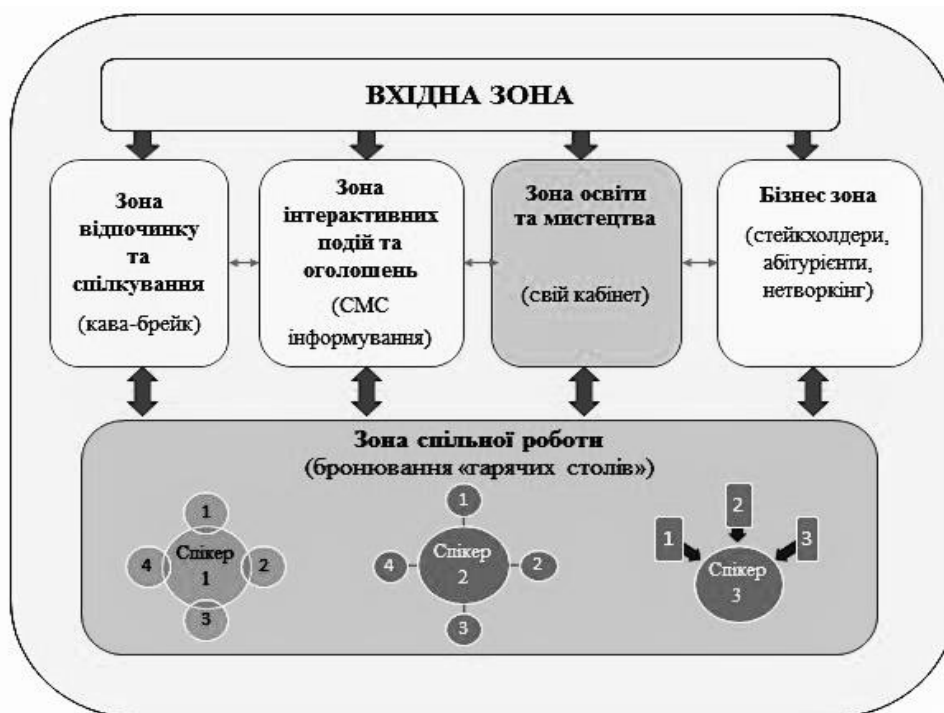 ВХІДНА ЗОНА
Зона
відпочинку
та
спілкування
(кава-брейк)
Зона
інтерактивних
подій та
оголошень
(СМС
інформування)
Зона освіти
та мистецтва
(свій кабінет)
Бізнес зона
(стейкхолдери,
абітурієнти,
нетворкінг)
Зона спільної роботи
(бронювання «гарячих столів»)
1
4
Спікер
1
2
3
1
4
Спікер
2
2
3
1
2
3
Спікер
3